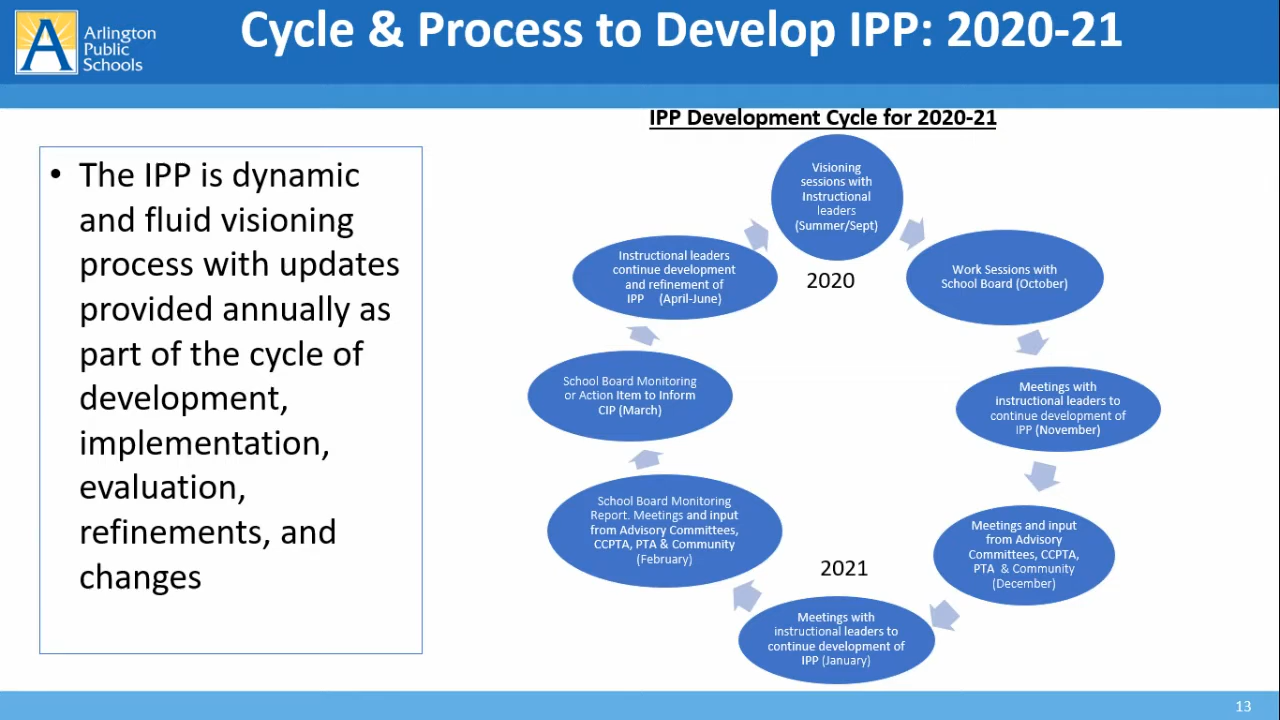 Arlington
Public
Schools
Cycle & Process to Develop IPP: 2020-21
• The IPP is dynamic
and fluid visioning
process with updates
provided annually as
part of the cycle of
development,
implementation,
evaluation,
refinements, and
changes
IPP Development Cycle for 2020-21
Visioning
sessions with
Instructional
leaders
(Summer/Sept)
2020
Work Sessions with
School Board (October)
Meetings with
instructional leaders to
continue development of
IPP (November)
Meetings and input
from Advisory
Committees, CCPTA,
PTA & Community
(December)
2021
Meetings with
instructional leaders to
continue development of
IPP (January)
School Board Monitoring
Report. Meetings and input
from Advisory Committees,
CCPTA, PTA & Community
(February)
School Board Monitoring
or Action Item to Inform
CIP (March)
Instructional leaders
continue development
and refinement of
IPP (April-June)
13